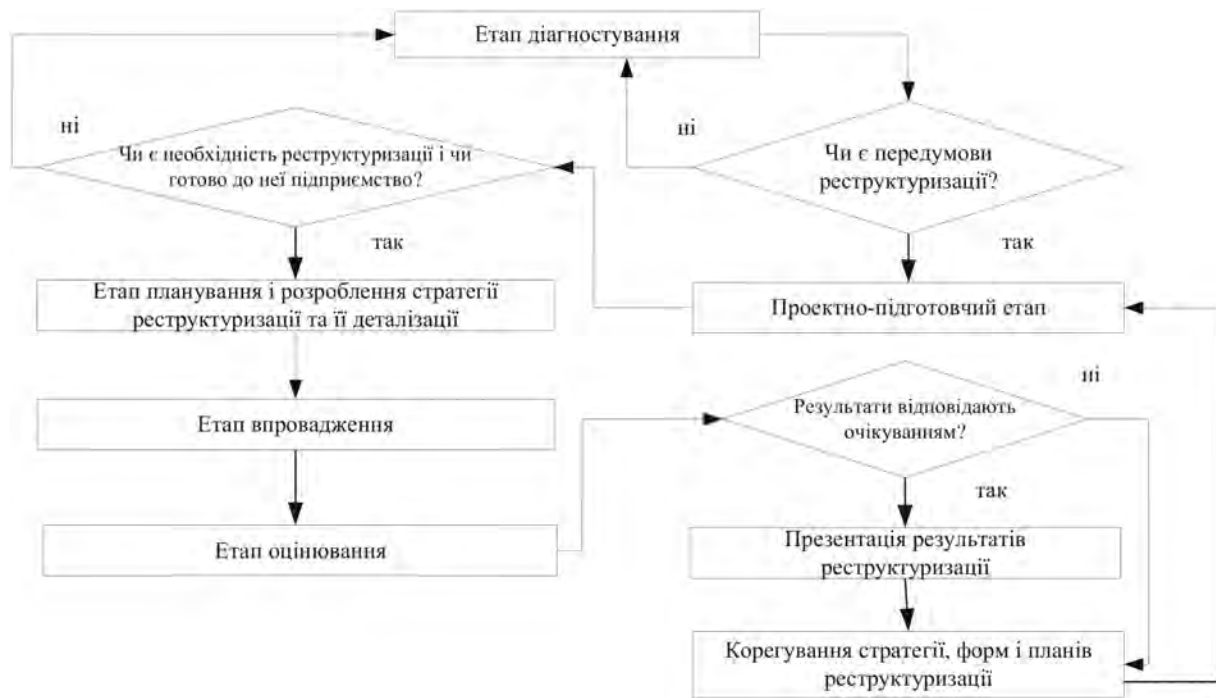 Етап діагностування
ні
Чи є необхідність реструктуризації і чи
готово до неї підприємство?
так
ні
Чи є передумови
реструктуризації?
так
Етап планування і розроблення стратегії
реструктуризації та її деталізації
Проектно-підготовчий етап
Етап впровадження
ні
Результати відповідають
очікуванням?
так
Етап оцінювання
Презентація результатів
реструктуризації
Корегування стратегії, форм і планів
реструктуризації